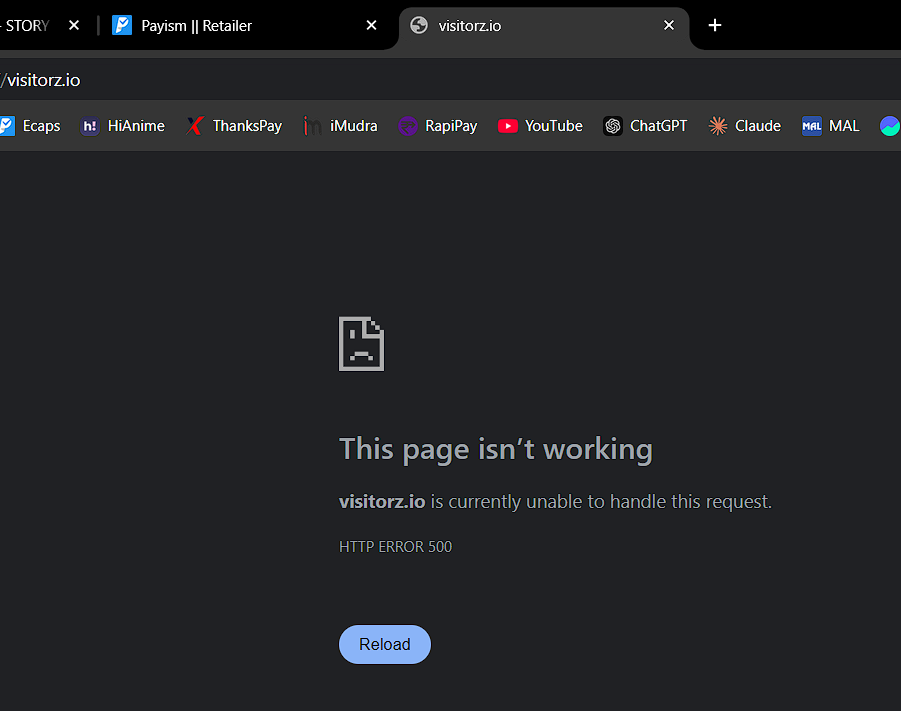 - STORY
Payism || Retailer
visitorz.io
/visitorz.io
Ecaps
h! HiAnime
ThanksPay
m iMudra
RapiPay
YouTube
ChatGPT
Claude
MAL MAL
This page isn’t working
visitorz.io is currently unable to handle this request.
HTTP ERROR 500
Reload